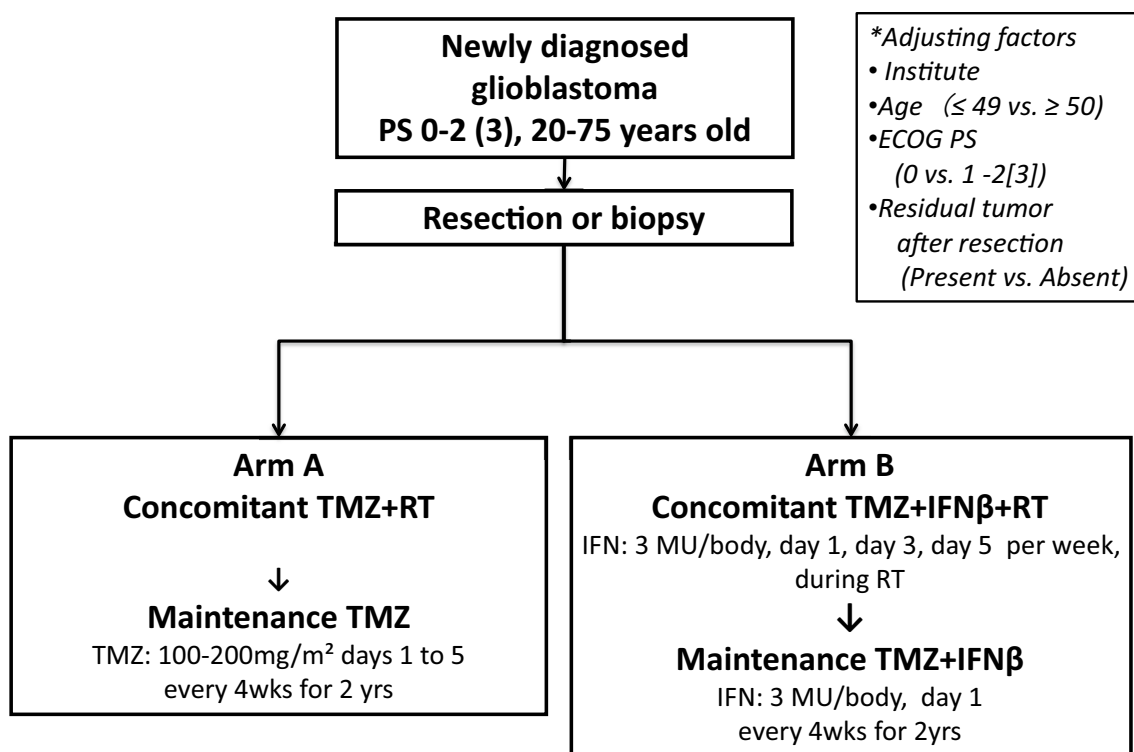 Newly diagnosed
glioblastoma
PS 0-2 (3), 20-75 years old
*Adjusting factors
• Institute
•Age （≤ 49 vs. ≥ 50)
•ECOG PS
(0 vs. 1 -2[3])
•Residual tumor
after resection
(Present vs. Absent)
Resection or biopsy
Arm A
Concomitant TMZ+RT
↓
Maintenance TMZ
TMZ: 100-200mg/m² days 1 to 5
every 4wks for 2 yrs
Arm B
Concomitant TMZ+IFNβ+RT
IFN: 3 MU/body, day 1, day 3, day 5 per week,
during RT
↓
Maintenance TMZ+IFNβ
IFN: 3 MU/body, day 1
every 4wks for 2yrs